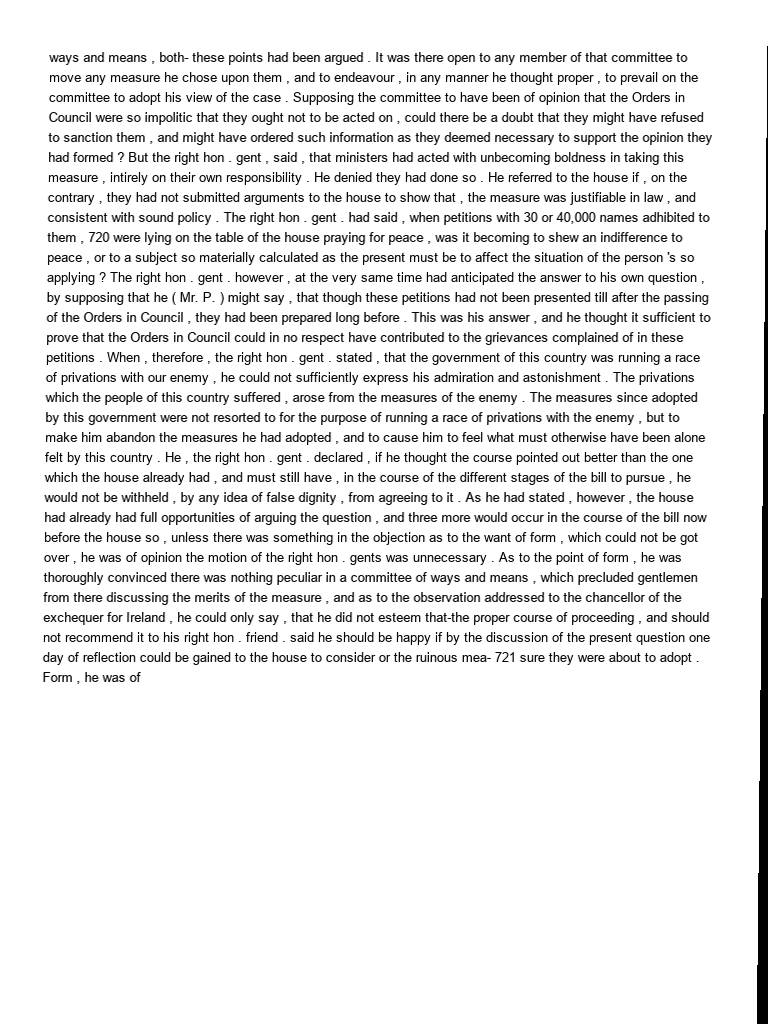 ways and means , both- these points had been argued . It was there open to any member of that committee to
move any measure he chose upon them , and to endeavour , in any manner he thought proper , to prevail on the
committee to adopt his view of the case . Supposing the committee to have been of opinion that the Orders in
Council were so impolitic that they ought not to be acted on , could there be a doubt that they might have refused
to sanction them , and might have ordered such information as they deemed necessary to support the opinion they
had formed ? But the right hon . gent , said , that ministers had acted with unbecoming boldness in taking this
measure , intirely on their own responsibility . He denied they had done so . He referred to the house if , on the
contrary , they had not submitted arguments to the house to show that , the measure was justifiable in law , and
consistent with sound policy . The right hon . gent . had said , when petitions with 30 or 40,000 names adhibited to
them , 720 were lying on the table of the house praying for peace , was it becoming to shew an indifference to
peace , or to a subject so materially calculated as the present must be to affect the situation of the person 's so
applying ? The right hon . gent . however , at the very same time had anticipated the answer to his own question ,
by supposing that he ( Mr. P. ) might say , that though these petitions had not been presented till after the passing
of the Orders in Council , they had been prepared long before . This was his answer , and he thought it sufficient to
prove that the Orders in Council could in no respect have contributed to the grievances complained of in these
petitions . When , therefore , the right hon . gent . stated , that the government of this country was running a race
of privations with our enemy , he could not sufficiently express his admiration and astonishment . The privations
which the people of this country suffered , arose from the measures of the enemy . The measures since adopted
by this government were not resorted to for the purpose of running a race of privations with the enemy , but to
make him abandon the measures he had adopted , and to cause him to feel what must otherwise have been alone
felt by this country . He , the right hon . gent . declared , if he thought the course pointed out better than the one
which the house already had , and must still have , in the course of the different stages of the bill to pursue , he
would not be withheld , by any idea of false dignity , from agreeing to it . As he had stated , however , the house
had already had full opportunities of arguing the question , and three more would occur in the course of the bill now
before the house so , unless there was something in the objection as to the want of form , which could not be got
over , he was of opinion the motion of the right hon . gents was unnecessary . As to the point of form , he was
thoroughly convinced there was nothing peculiar in a committee of ways and means , which precluded gentlemen
from there discussing the merits of the measure , and as to the observation addressed to the chancellor of the
exchequer for Ireland , he could only say , that he did not esteem that-the proper course of proceeding , and should
not recommend it to his right hon . friend . said he should be happy if by the discussion of the present question one
day of reflection could be gained to the house to consider or the ruinous mea- 721 sure they were about to adopt .
Form , he was of